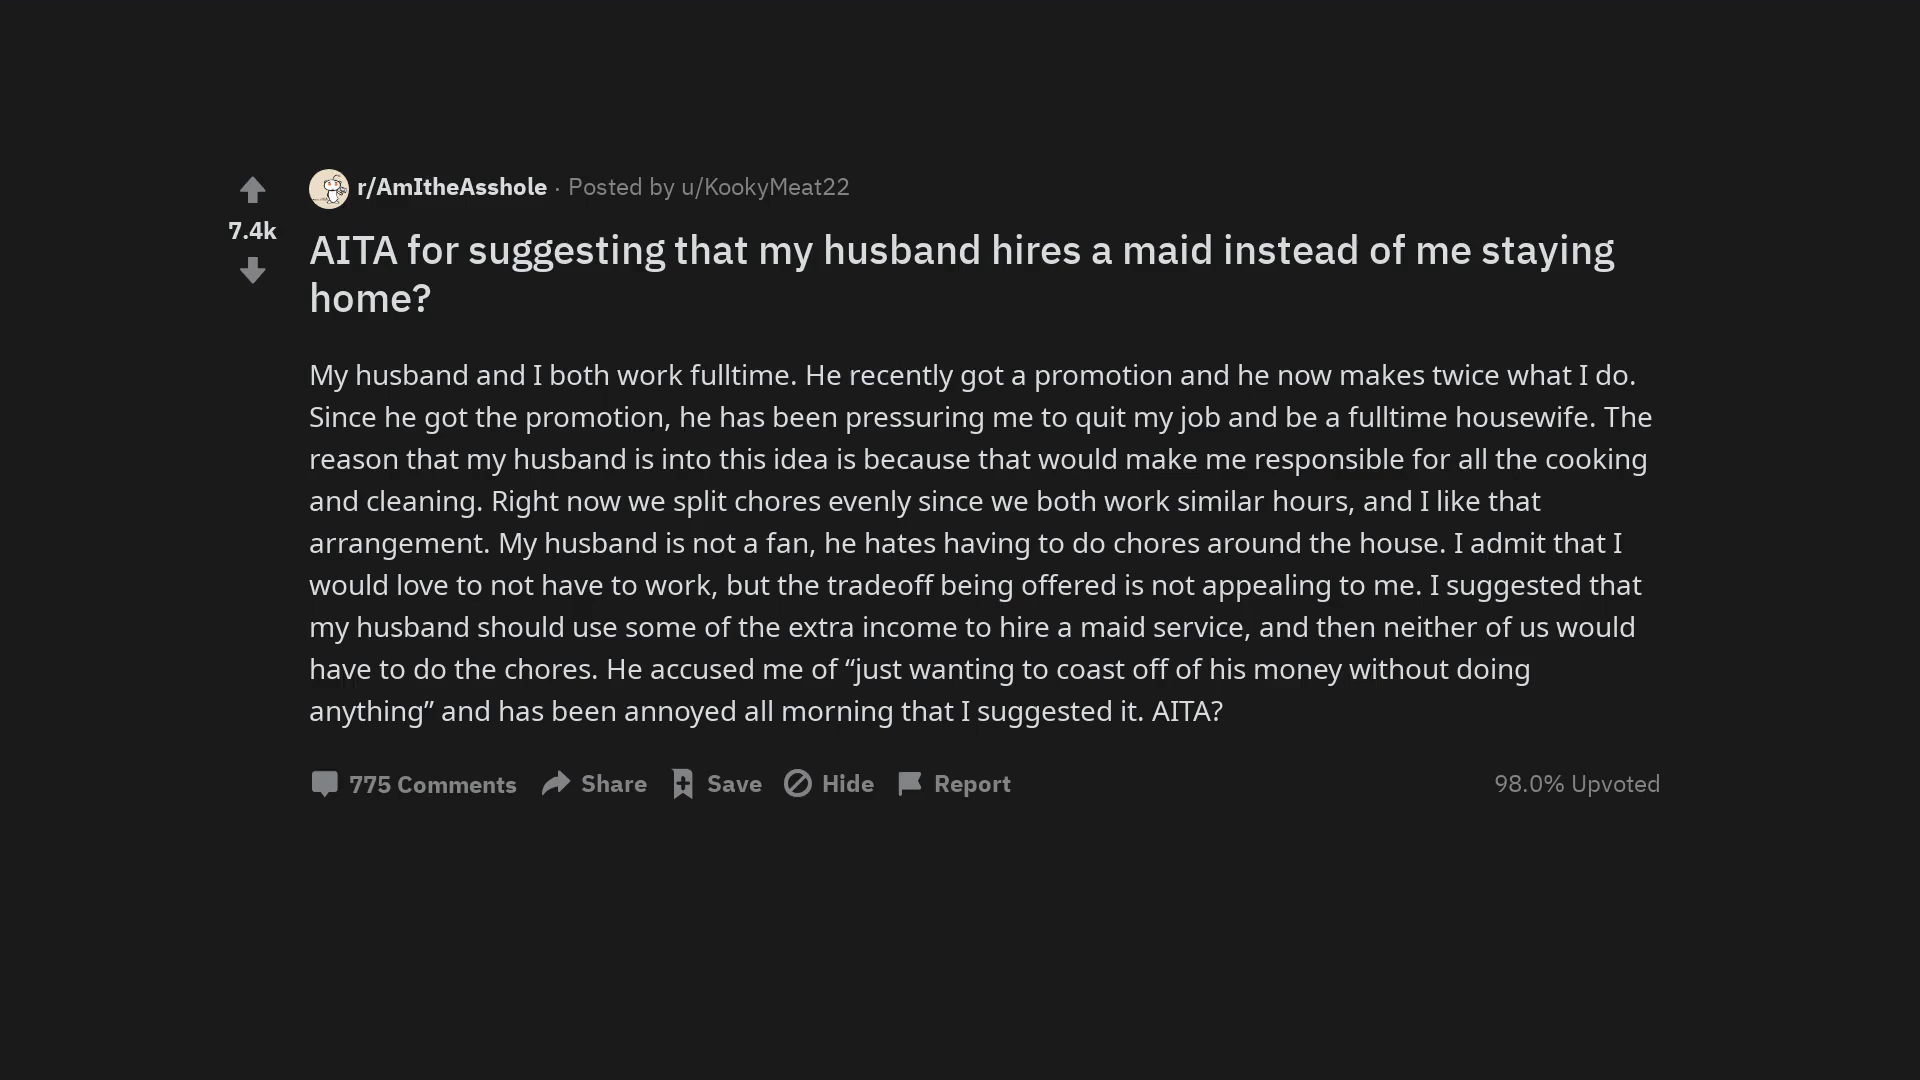 r/AmItheAsshole · Posted by u/KookyMeat22
7.4k
AITA for suggesting that my husband hires a maid instead of me staying
home?
My husband and I both work fulltime. He recently got a promotion and he now makes twice what I do.
Since he got the promotion, he has been pressuring me to quit my job and be a fulltime housewife. The
reason that my husband is into this idea is because that would make me responsible for all the cooking
and cleaning. Right now we split chores evenly since we both work similar hours, and I like that
arrangement. My husband is not a fan, he hates having to do chores around the house. I admit that I
would love to not have to work, but the tradeoff being offered is not appealing to me. I suggested that
my husband should use some of the extra income to hire a maid service, and then neither of us would
have to do the chores. He accused me of “just wanting to coast off of his money without doing
anything” and has been annoyed all morning that I suggested it. AITA?
775 Comments Share Save Hide Report 98.0% Upvoted